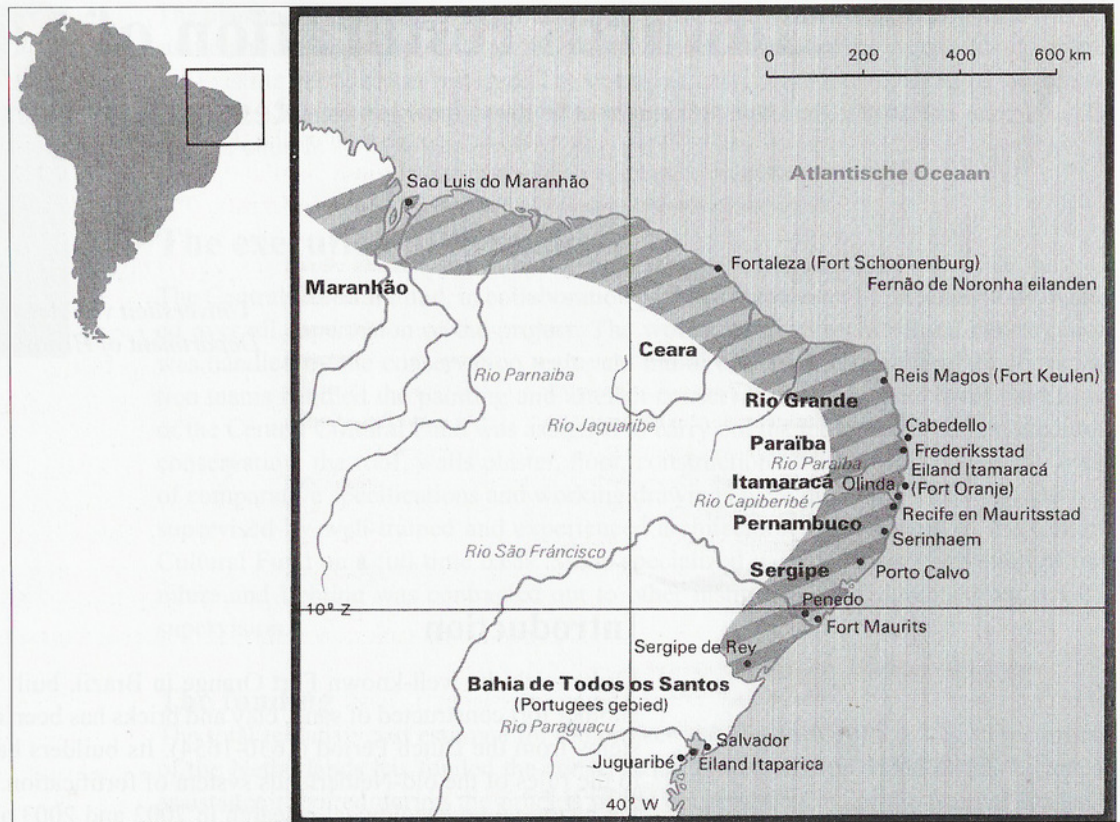 0 200 400 600 km
Atlantische Oceaan
Sao Luis do Maranhão
Fortaleza (Fort Schoonenburg)
Fernão de Noronha eilanden
Maranhão
Ceara
Rio Parnaiba
Reis Magos (Fort Keulen)
Rio Grande
Rio Jaguaribe
Cabedello
Paraïba
Frederiksstad
Rio Paraiba
Eiland Itamaracá
(Fort Oranje)
Itamaracá
Olinda
Rio Capiberibé
Recife en Mauritsstad
Pernambuco
Serinhaem
Rio São Fráncisco
Sergipe
Porto Calvo
Penedo
10° Z
Fort Maurits
Sergipe de Rey
Bahia de Todos os Santos
(Portugees gebied)
Rio Paraguaçu
Salvador
Juguaribé
Eiland Itaparica
40° W